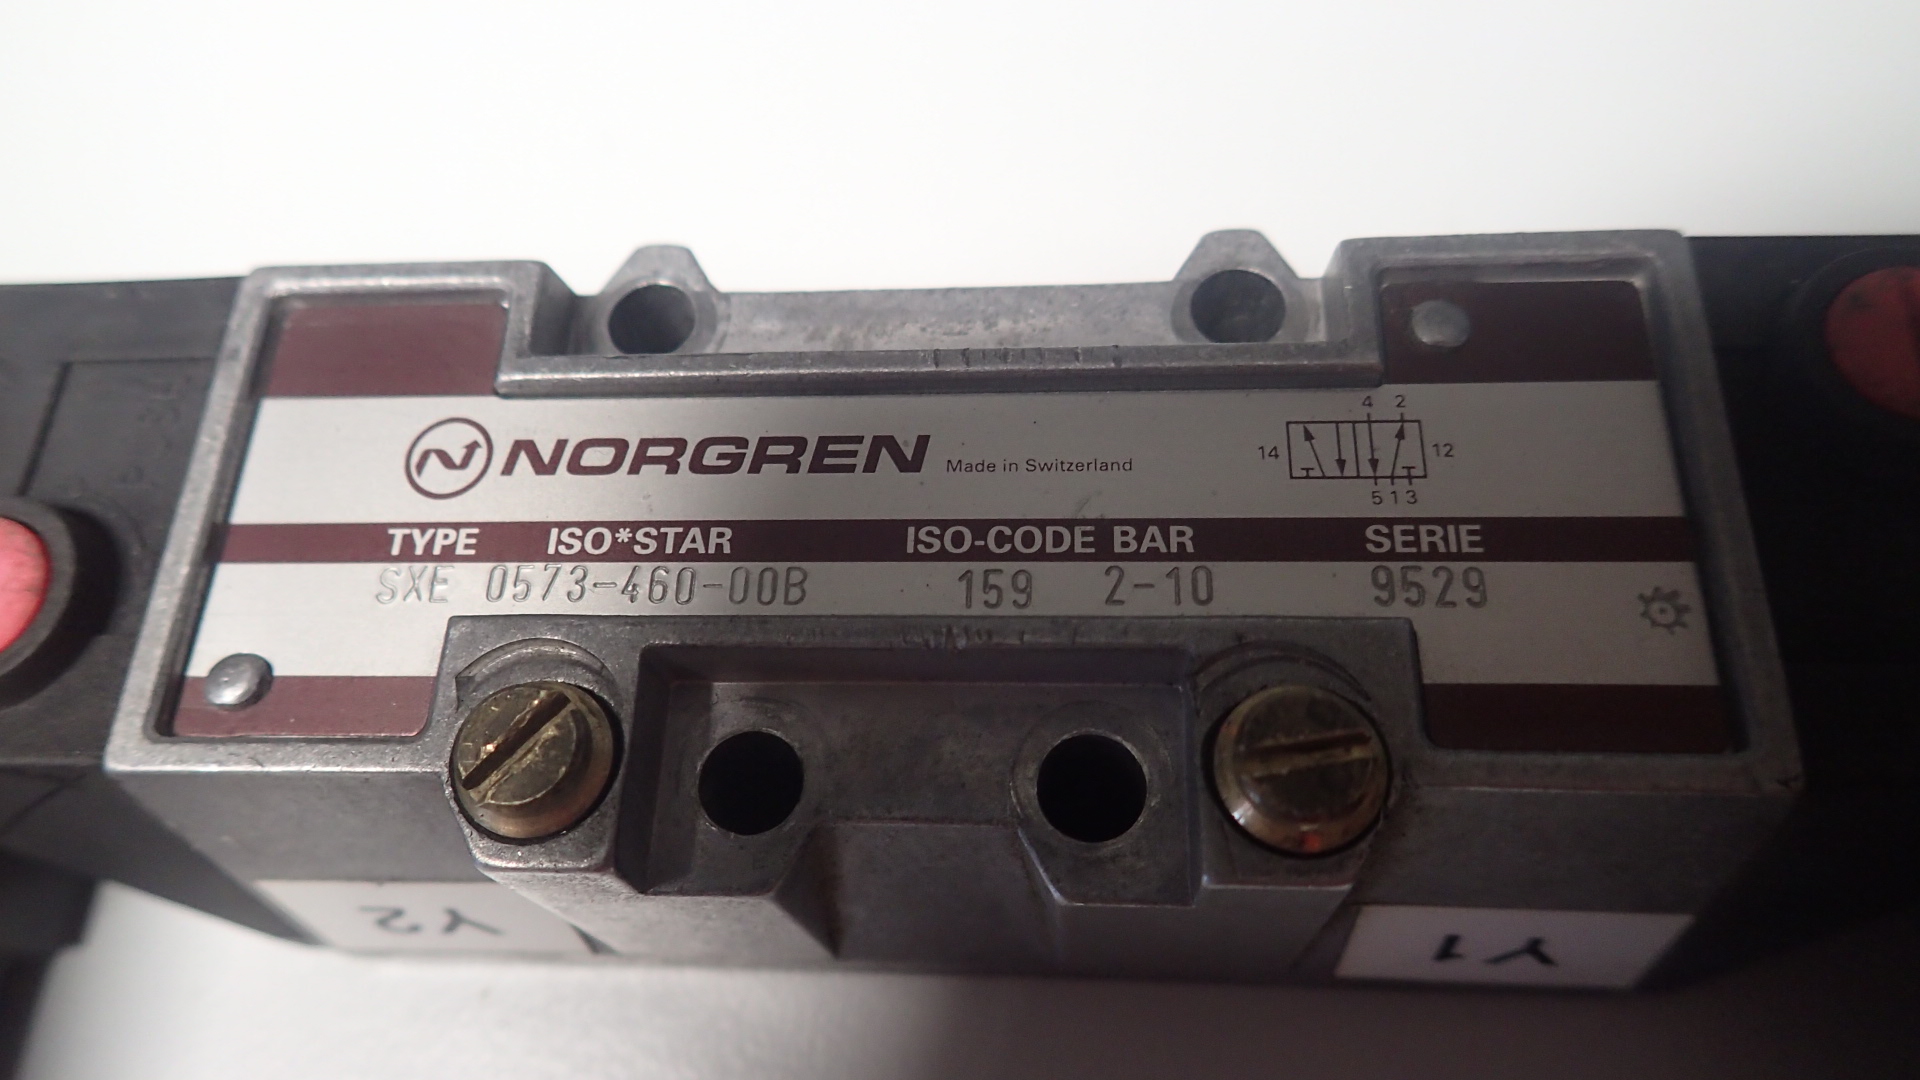 4 2
NORGREN Made in Switzerland
14 12
5 1 3
TYPE ISO*STAR ISO-CODE BAR SERIE
SXE 0573-460-00B 159 2-10 9529
Y2 Y1